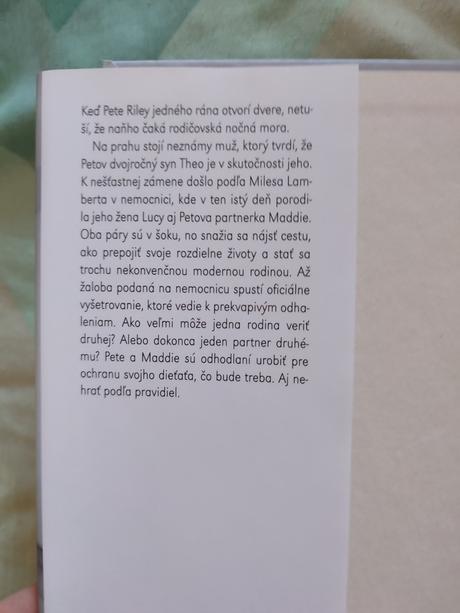 Keď Pete Riley jedného rána otvorí dvere, netu-
ší, že naňho čaká rodičovská nočná mora.
Na prahu stojí neznámy muž, ktorý tvrdí, že
Petov dvojročný syn Theo je v skutočnosti jeho.
K nešťastnej zámene došlo podľa Milesa Lam-
berta v nemocnici, kde v ten istý deň porodi-
la jeho žena Lucy aj Petova partnerka Maddie.
Oba páry sú v šoku, no snažia sa nájsť cestu,
ako prepojiť svoje rozdielne životy a stať sa
trochu nekonvenčnou modernou rodinou. Až
žaloba podaná na nemocnicu spustí oficiálne
vyšetrovanie, ktoré vedie k prekvapivým odha-
leniam. Ako veľmi môže jedna rodina veriť
druhej? Alebo dokonca jeden partner druhé-
mu? Pete a Maddie sú odhodlaní urobiť pre
ochranu svojho dieťaťa, čo bude treba. Aj ne-
hrať podľa pravidiel.